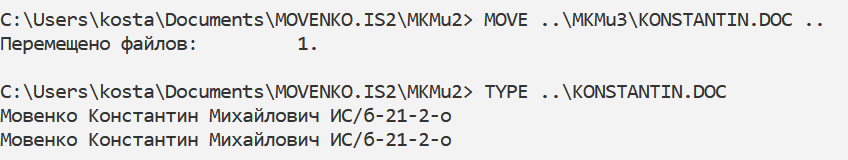 C:\Users\kosta\Documents\MOVENKO.IS2\MKMu2> MOVE ..\MKMu3\KONSTANTIN.DOC ..
Перемещено файлов:         1.
C:\Users\kosta\Documents\MOVENKO.IS2\MKMu2> TYPE ..\KONSTANTIN.DOC
Мовенко Константин Михайлович ИС/б-21-2-о
Мовенко Константин Михайлович ИС/б-21-2-о